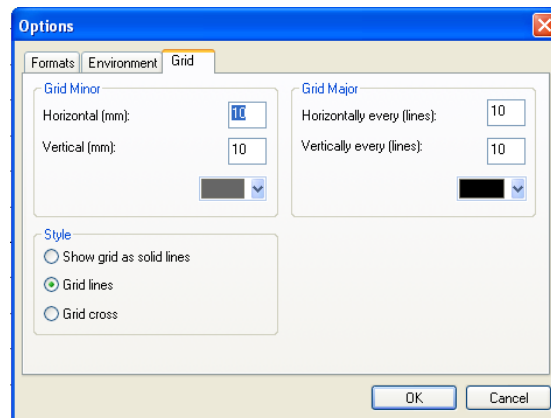 Options
Formats Environment Grid
Grid Minor
Horizontal (mm): 10
Vertical (mm): 10
Grid Major
Horizontally every (lines): 10
Vertically every (lines): 10
Style
Show grid as solid lines
Grid lines
Grid cross
OK Cancel